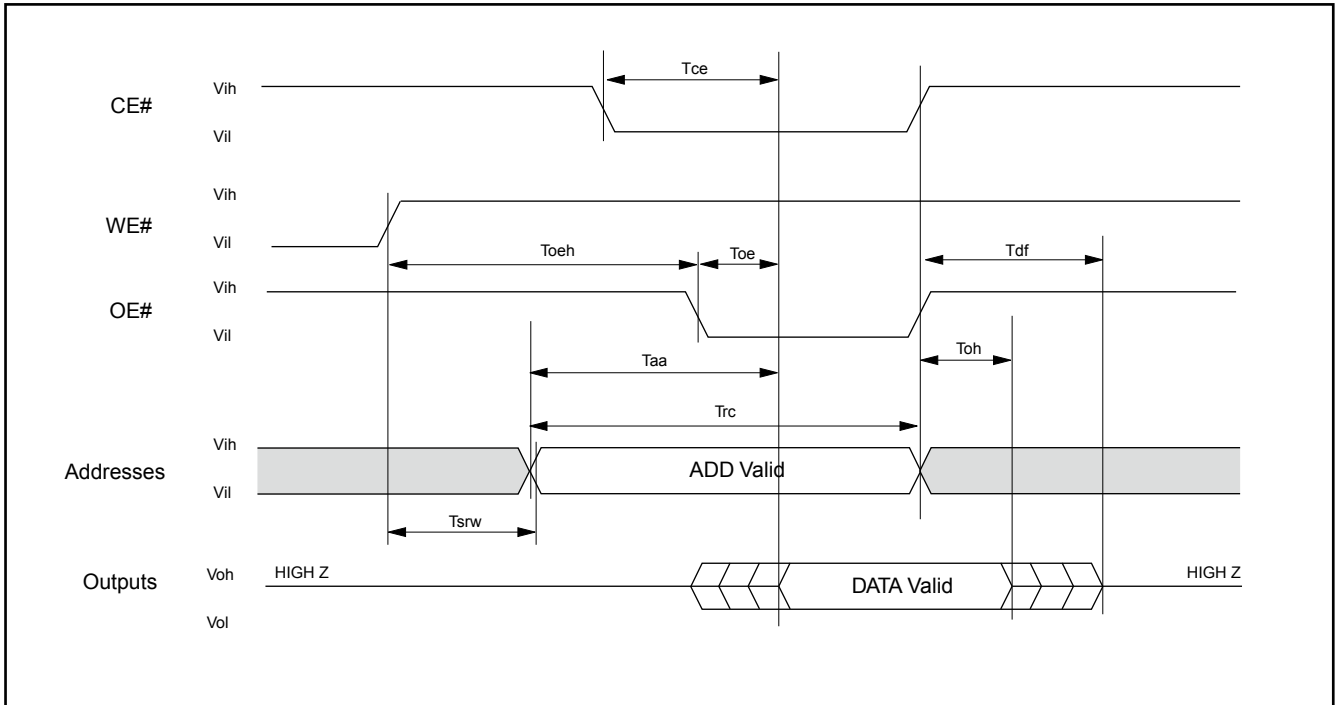 Tce
Vih
CE#
Vil
Vih
WE#
Vil
Toeh
Toe
Tdf
Vih
OE#
Vil
Toh
Taa
Trc
Vih
Addresses
ADD Valid
Vil
Tsrw
Voh
HIGH Z
HIGH Z
Outputs
DATA Valid
Vol